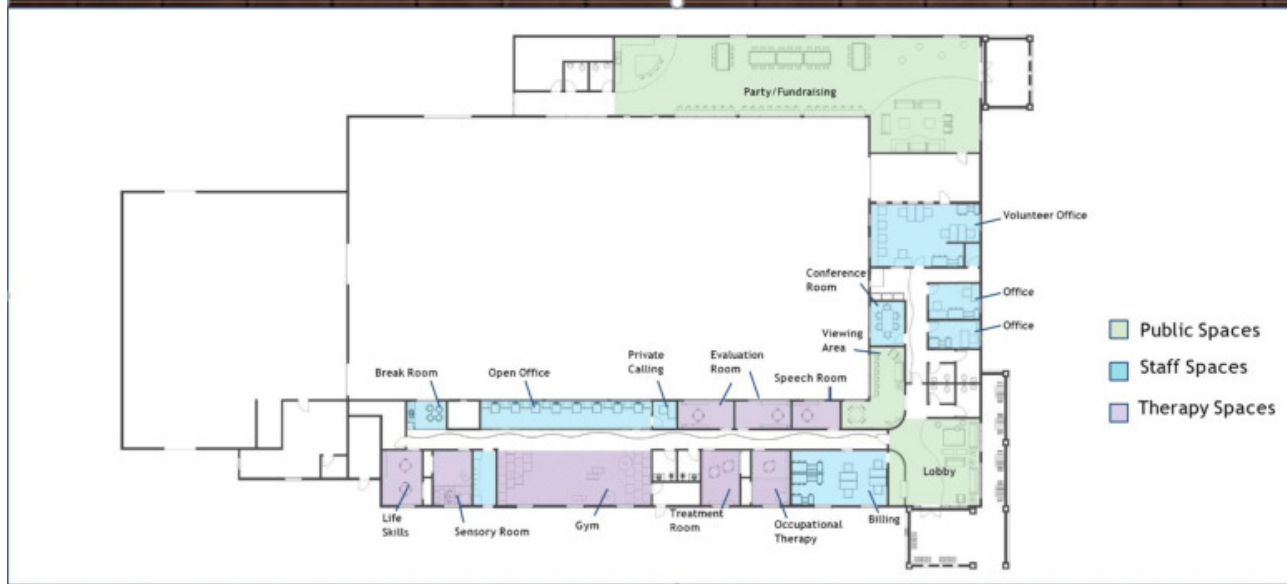 Party/Fundraising
Volunteer Office
Conference
Room
Office
Office
Viewing
Area
Public Spaces
Staff Spaces
Therapy Spaces
Break Room
Open Office
Private
Calling
Evaluation
Room
Speech Room
Lobby
Life
Skills
Sensory Room
Gym
Treatment
Room
Occupational
Therapy
Billing